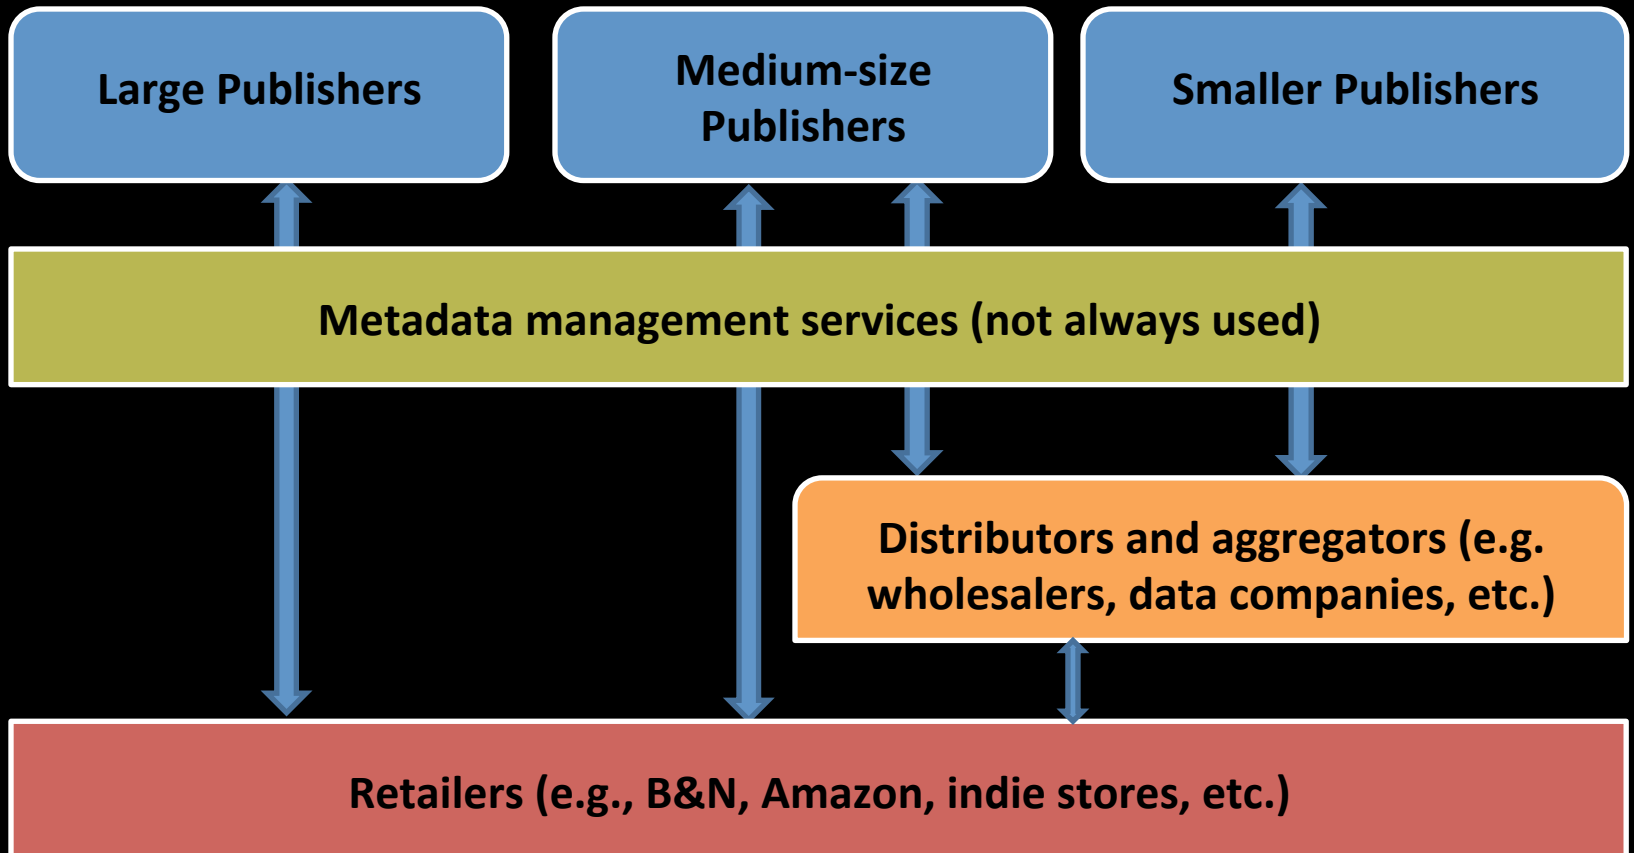 Large Publishers
Medium-size
Publishers
Smaller Publishers
Metadata management services (not always used)
Distributors and aggregators (e.g.
wholesalers, data companies, etc.)
Retailers (e.g., B&N, Amazon, indie stores, etc.)